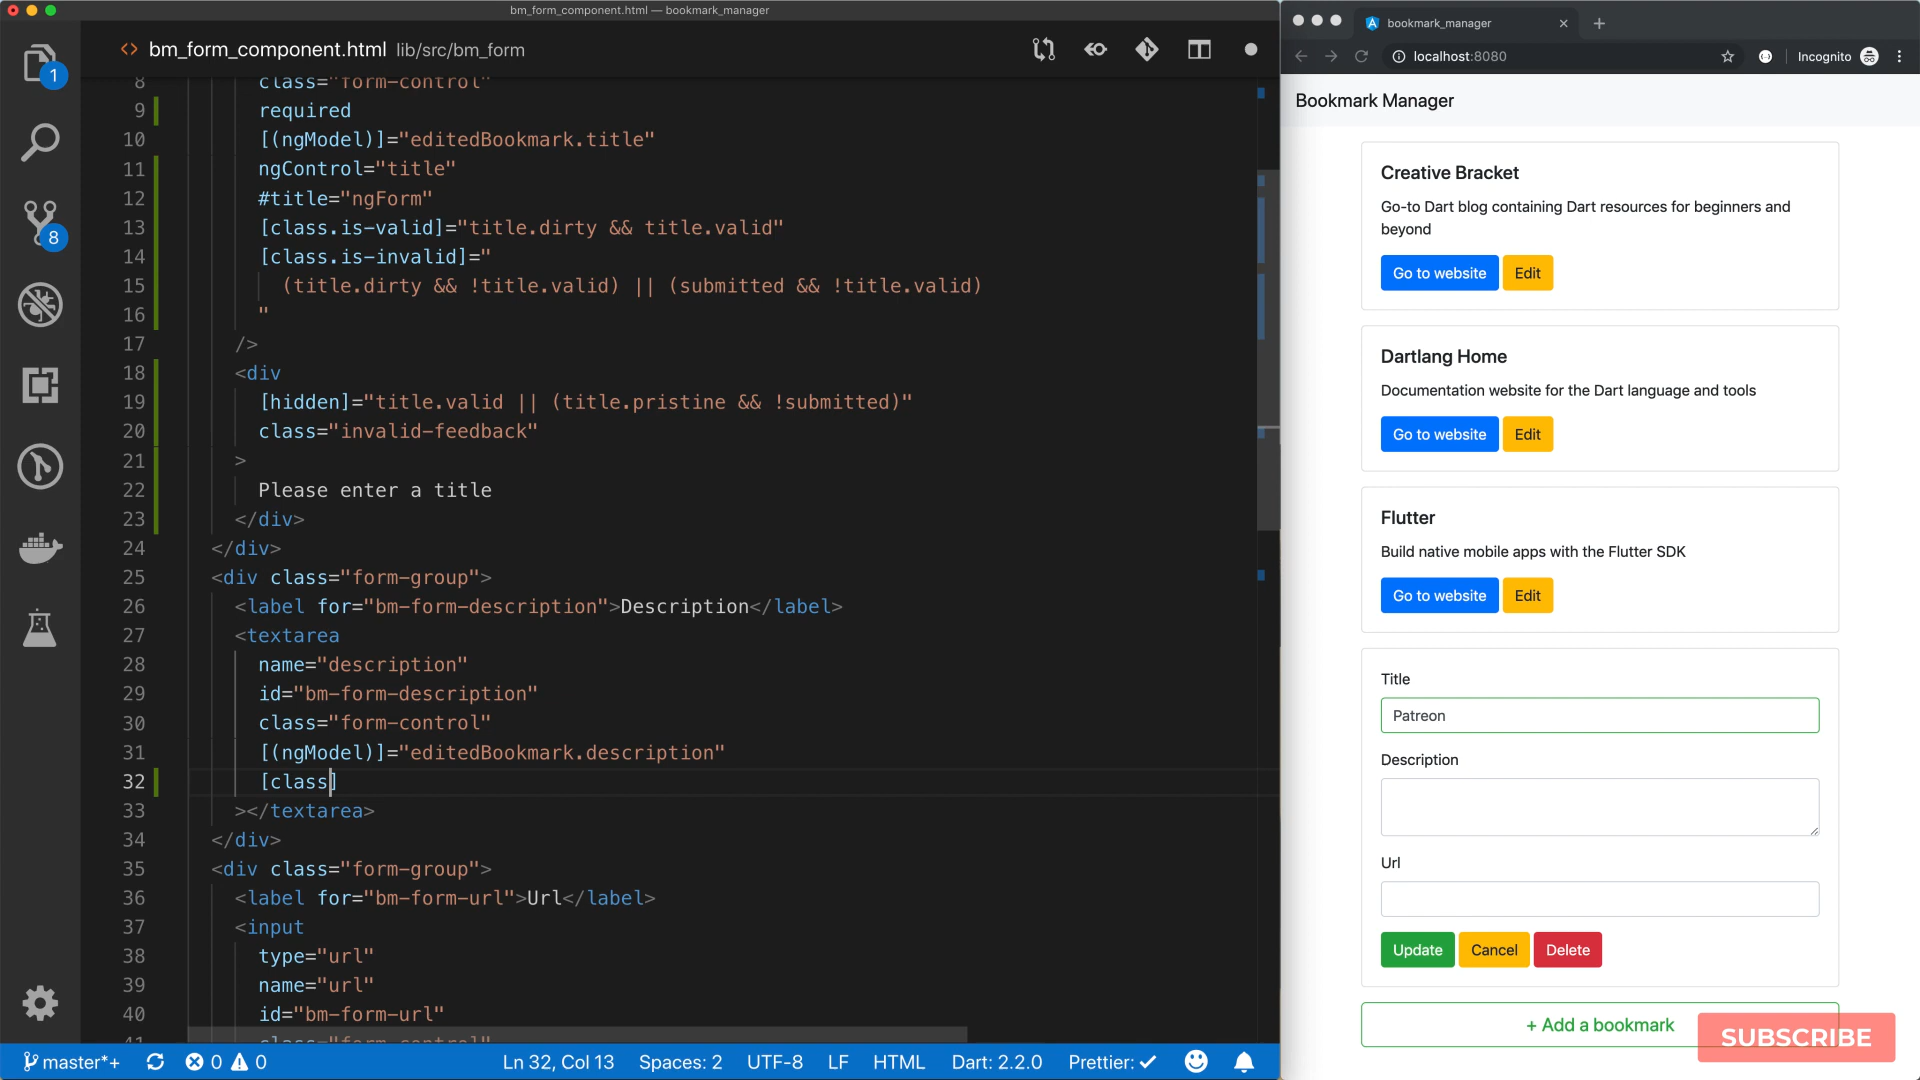 bm_form_component.html — bookmark_manager
bm_form_component.html lib/src/bm_form
1
8
8 class="form-control"
9 required
10 [(ngModel)]="editedBookmark.title"
11 ngControl="title"
12 #title="ngForm"
13 [class.is-valid]="title.dirty && title.valid"
14 [class.is-invalid]="
15 (title.dirty && !title.valid) || (submitted && !title.valid)
16 "
17 />
18 <div
19 [hidden]="title.valid || (title.pristine && !submitted)"
20 class="invalid-feedback"
21 >
22 Please enter a title
23 </div>
24 </div>
25 <div class="form-group">
26 <label for="bm-form-description">Description</label>
27 <textarea
28 name="description"
29 id="bm-form-description"
30 class="form-control"
31 [(ngModel)]="editedBookmark.description"
32 [class]
33 ></textarea>
34 </div>
35 <div class="form-group">
36 <label for="bm-form-url">Url</label>
37 <input
38 type="url"
39 name="url"
40 id="bm-form-url"
41 class="form-control"
master*+ 0 0 Ln 32, Col 13 Spaces: 2 UTF-8 LF HTML Dart: 2.2.0 Prettier: ✓
bookmark_manager
localhost:8080 Incognito
Bookmark Manager
Creative Bracket
Go-to Dart blog containing Dart resources for beginners and
beyond
Go to website Edit
Dartlang Home
Documentation website for the Dart language and tools
Go to website Edit
Flutter
Build native mobile apps with the Flutter SDK
Go to website Edit
Title
Patreon
Description
Url
Update Cancel Delete
+ Add a bookmark
SUBSCRIBE